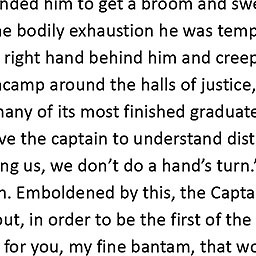 nded him to get a broom and swe
e bodily exhaustion he was temp
right hand behind him and creep
camp around the halls of justice,
many of its most finished graduate
ve the captain to understand dist
ng us, we don't do a hand's turn.'
n. Emboldened by this, the Capta
out, in order to be the first of the
for you, my fine bantam, that wo